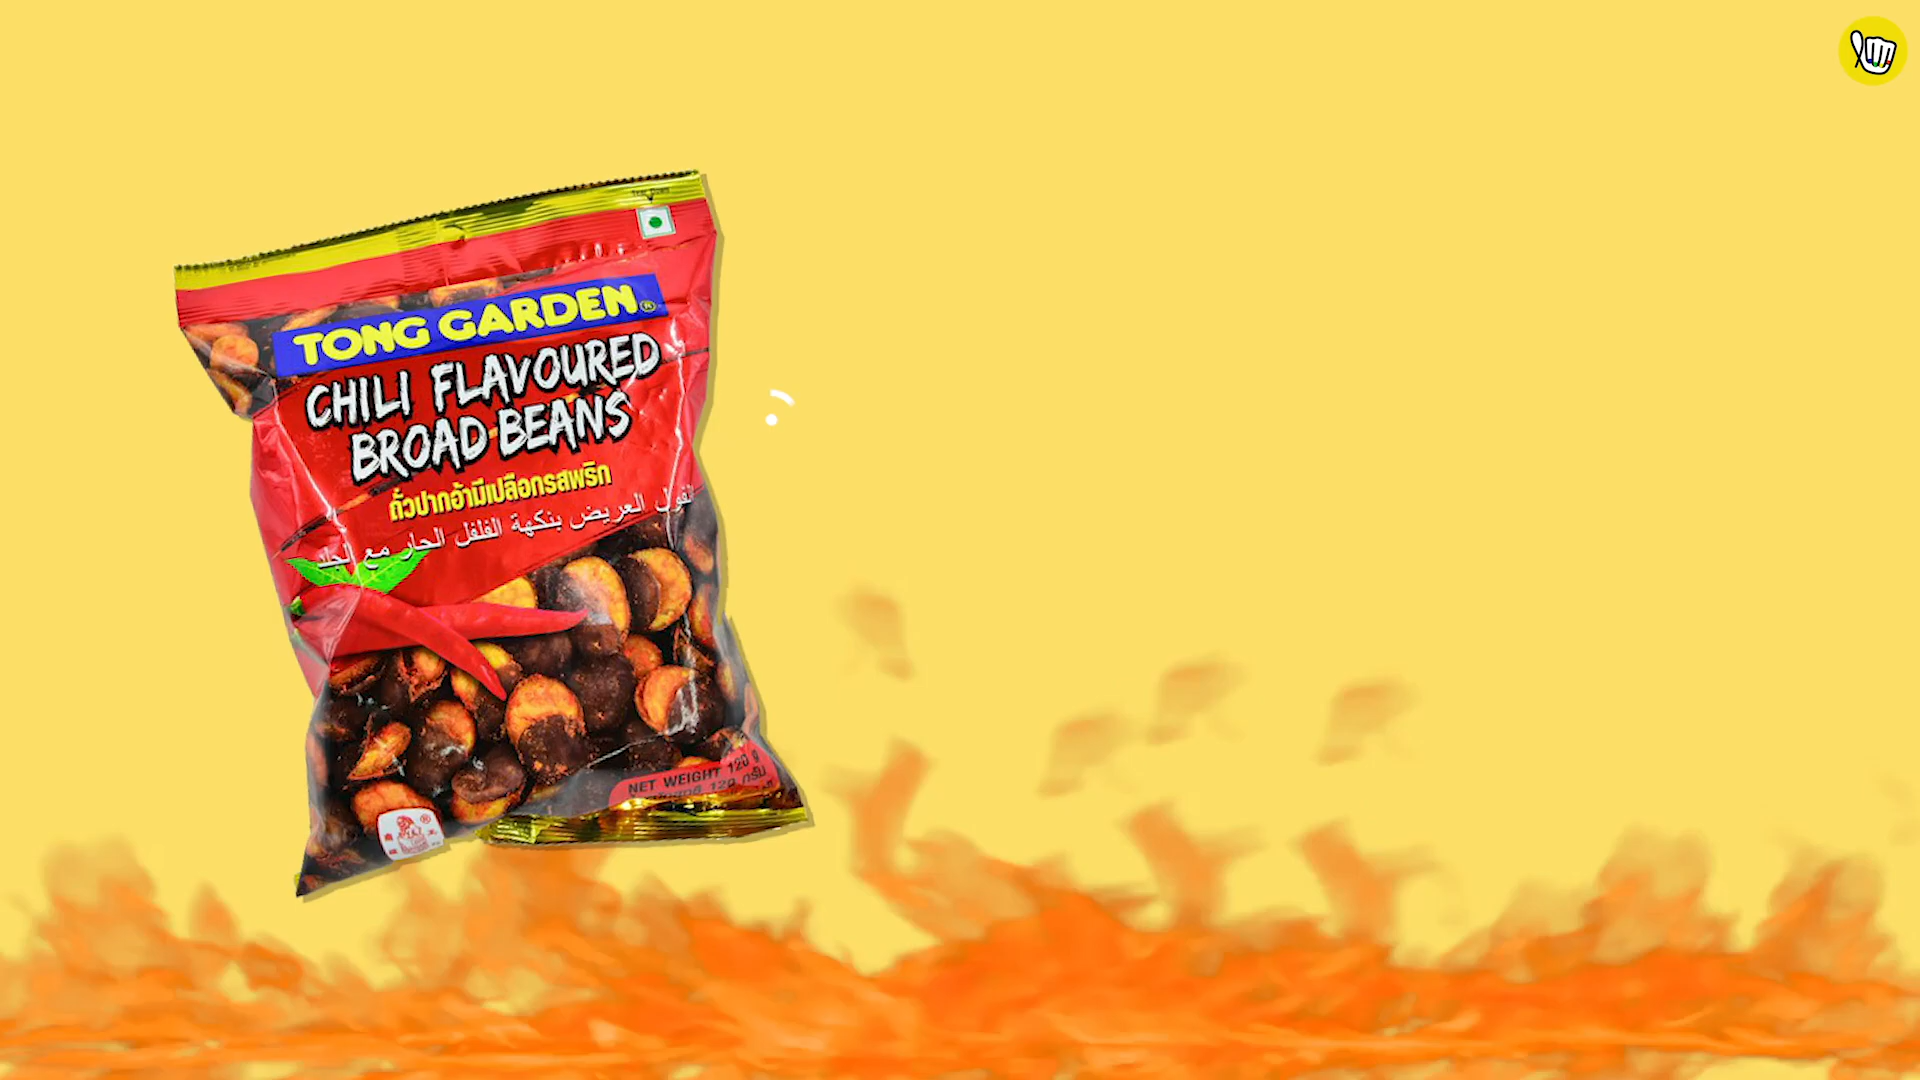 TONG GARDEN®
CHILI FLAVOURED
BROAD BEANS
ถั่วปากอ้ามีเปลือกรสพริก
الفول العريض بنكهة الفلفل الحار مع الجلد
NET WEIGHT 120 g